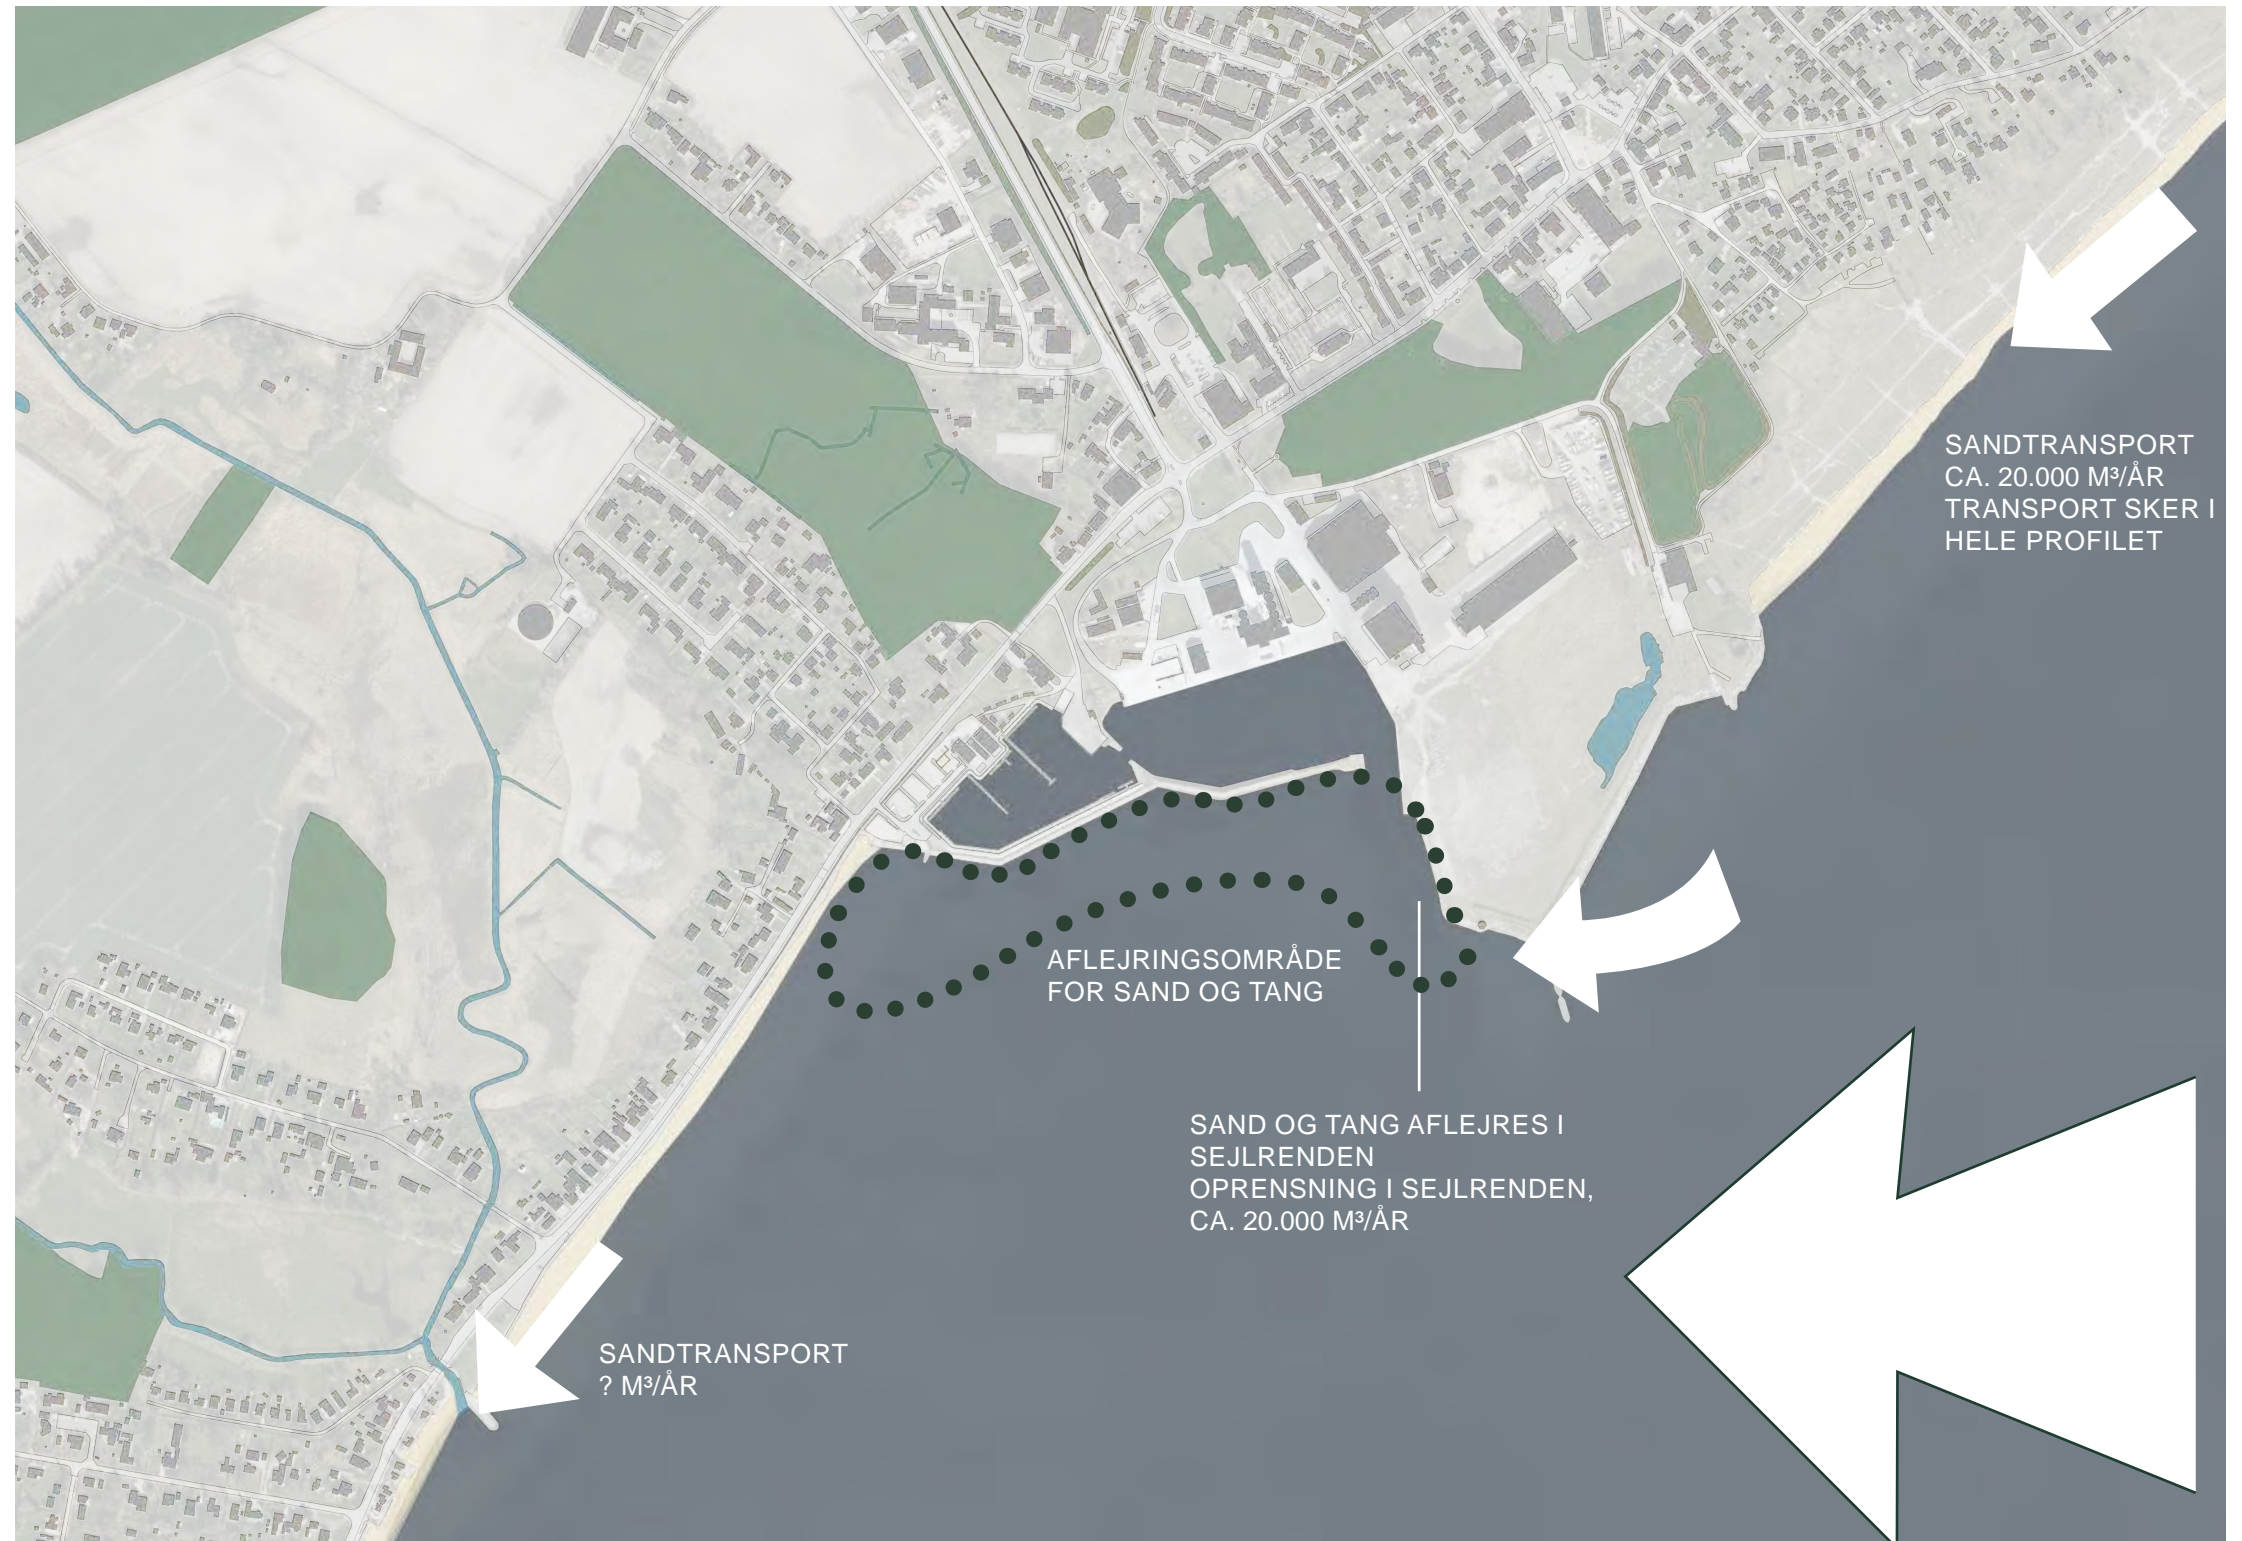 SANDTRANSPORT
CA. 20.000 M³/ÅR
TRANSPORT SKER I
HELE PROFILET
AFLEJRINGSOMRÅDE
FOR SAND OG TANG
SAND OG TANG AFLEJRES I
SEJLRENDEN
OPRENSNING I SEJLRENDEN,
CA. 20.000 M³/ÅR
SANDTRANSPORT
? M³/ÅR